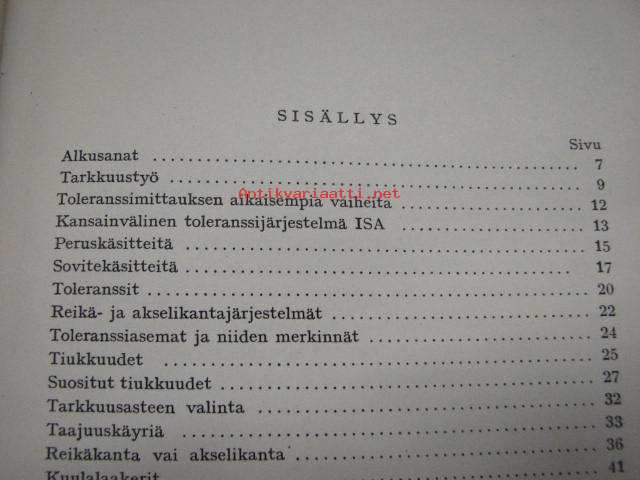 SISÄLLYS
Sivu
Alkusanat ........................................ 7
Tarkkuustyö ........................................ 9
Antikvariaatti.net
Toleranssimittauksen aikaisempia vaiheita .................... 12
Kansainvälinen toleranssijärjestelmä ISA .................... 13
Peruskäsitteitä ........................................ 15
Sovitekäsitteitä ........................................ 17
Toleranssit ........................................ 20
Reikä- ja akselikantajärjestelmät .............................. 22
Toleranssiasemat ja niiden merkinnät .......................... 24
Tiukkuudet ........................................ 25
Suositut tiukkuudet ........................................ 27
Tarkkuusasteen valinta ........................................ 32
Taajuuskäyriä ........................................ 33
Reikäkanta vai akselikanta .............................. 36
Kuulalaakerit ........................................ 41